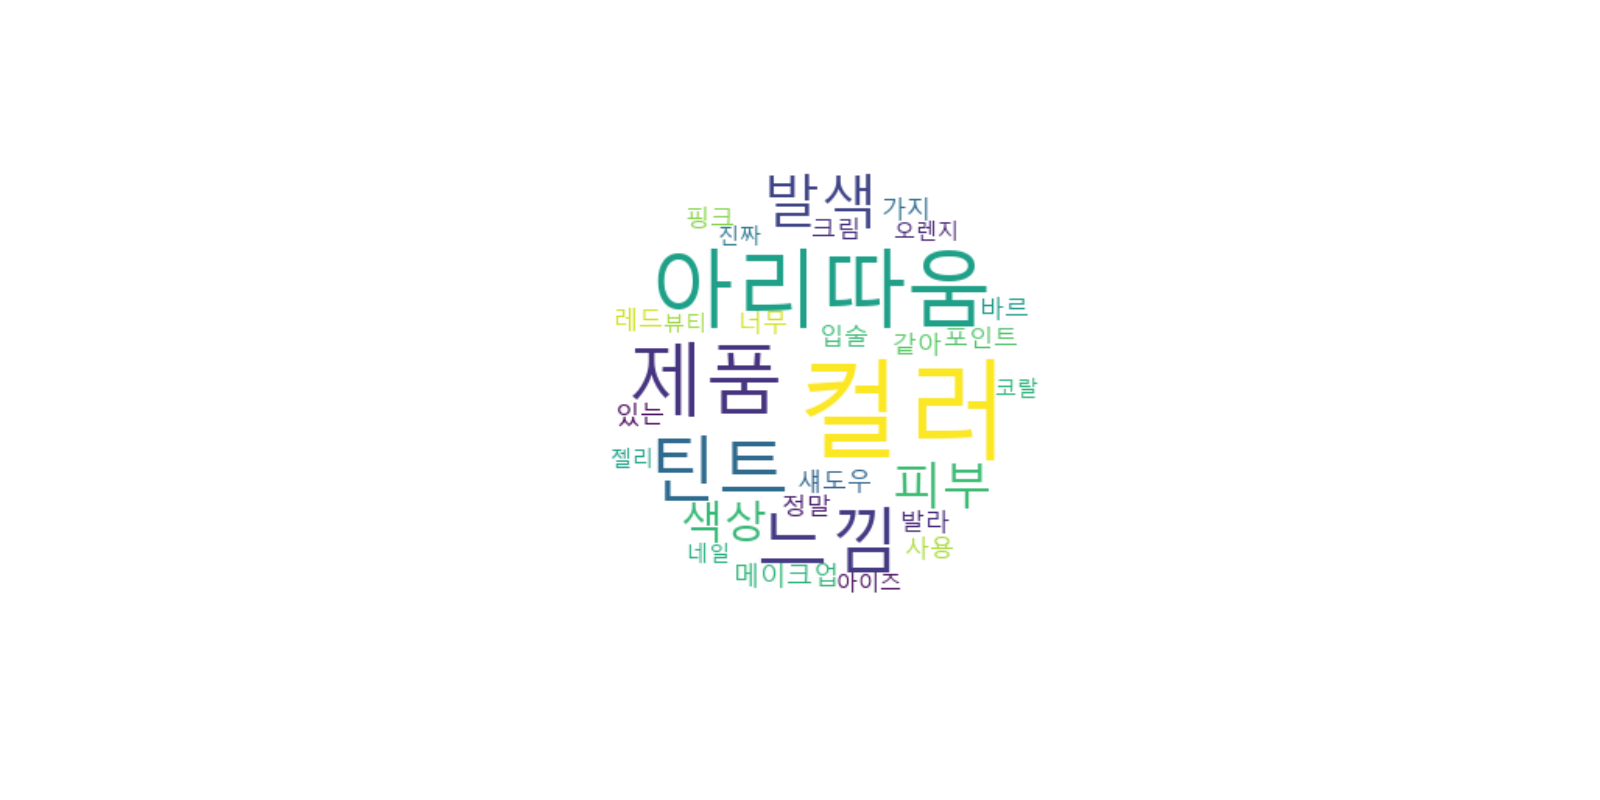 발색
가지
핑크
크림
진짜
오렌지
아리따움
바르
레드
뷰티
너무
입술
같아
포인트
제품
컬러
코랄
있는
틴트
젤리
섀도우
피부
색상
정말
느낌
발라
네일
사용
메이크업
아이즈